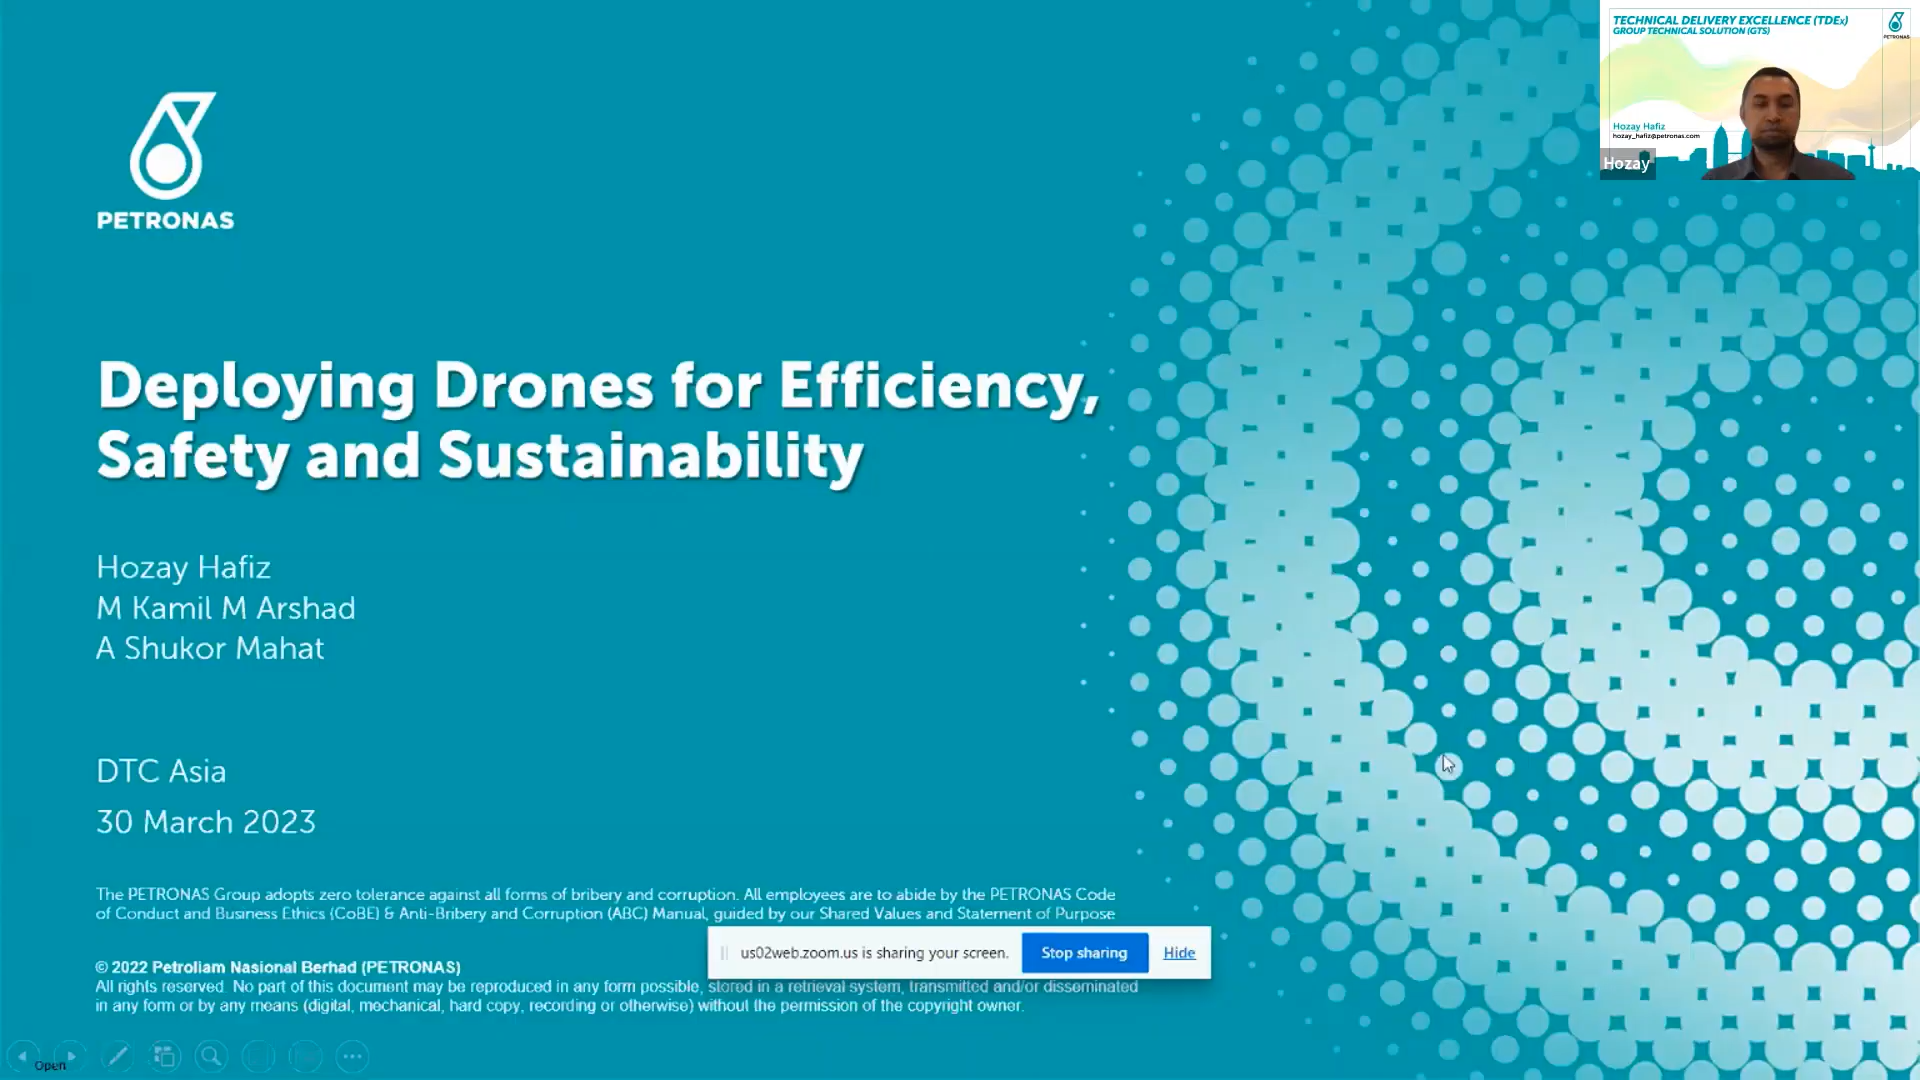 PETRONAS
Deploying Drones for Efficiency,
Safety and Sustainability
Hozay Hafiz
M Kamil M Arshad
A Shukor Mahat
DTC Asia
30 March 2023
The PETRONAS Group adopts zero tolerance against all forms of bribery and corruption. All employees are to abide by the PETRONAS Code
of Conduct and Business Ethics (CoBE) & Anti-Bribery and Corruption (ABC) Manual, guided by our Shared Values and Statement of Purpose
© 2022 Petroliam Nasional Berhad (PETRONAS)
All rights reserved. No part of this document may be reproduced in any form possible, stored in a retrieval system, transmitted and/or disseminated
in any form or by any means (digital, mechanical, hard copy, recording or otherwise) without the permission of the copyright owner.
us02web.zoom.us is sharing your screen.
Stop sharing
Hide
Open
TECHNICAL DELIVERY EXCELLENCE (TDEx)
GROUP TECHNICAL SOLUTION (GTS)
PETRONAS
Hozay Hafiz
hozay_hafiz@petronas.com
Hozay